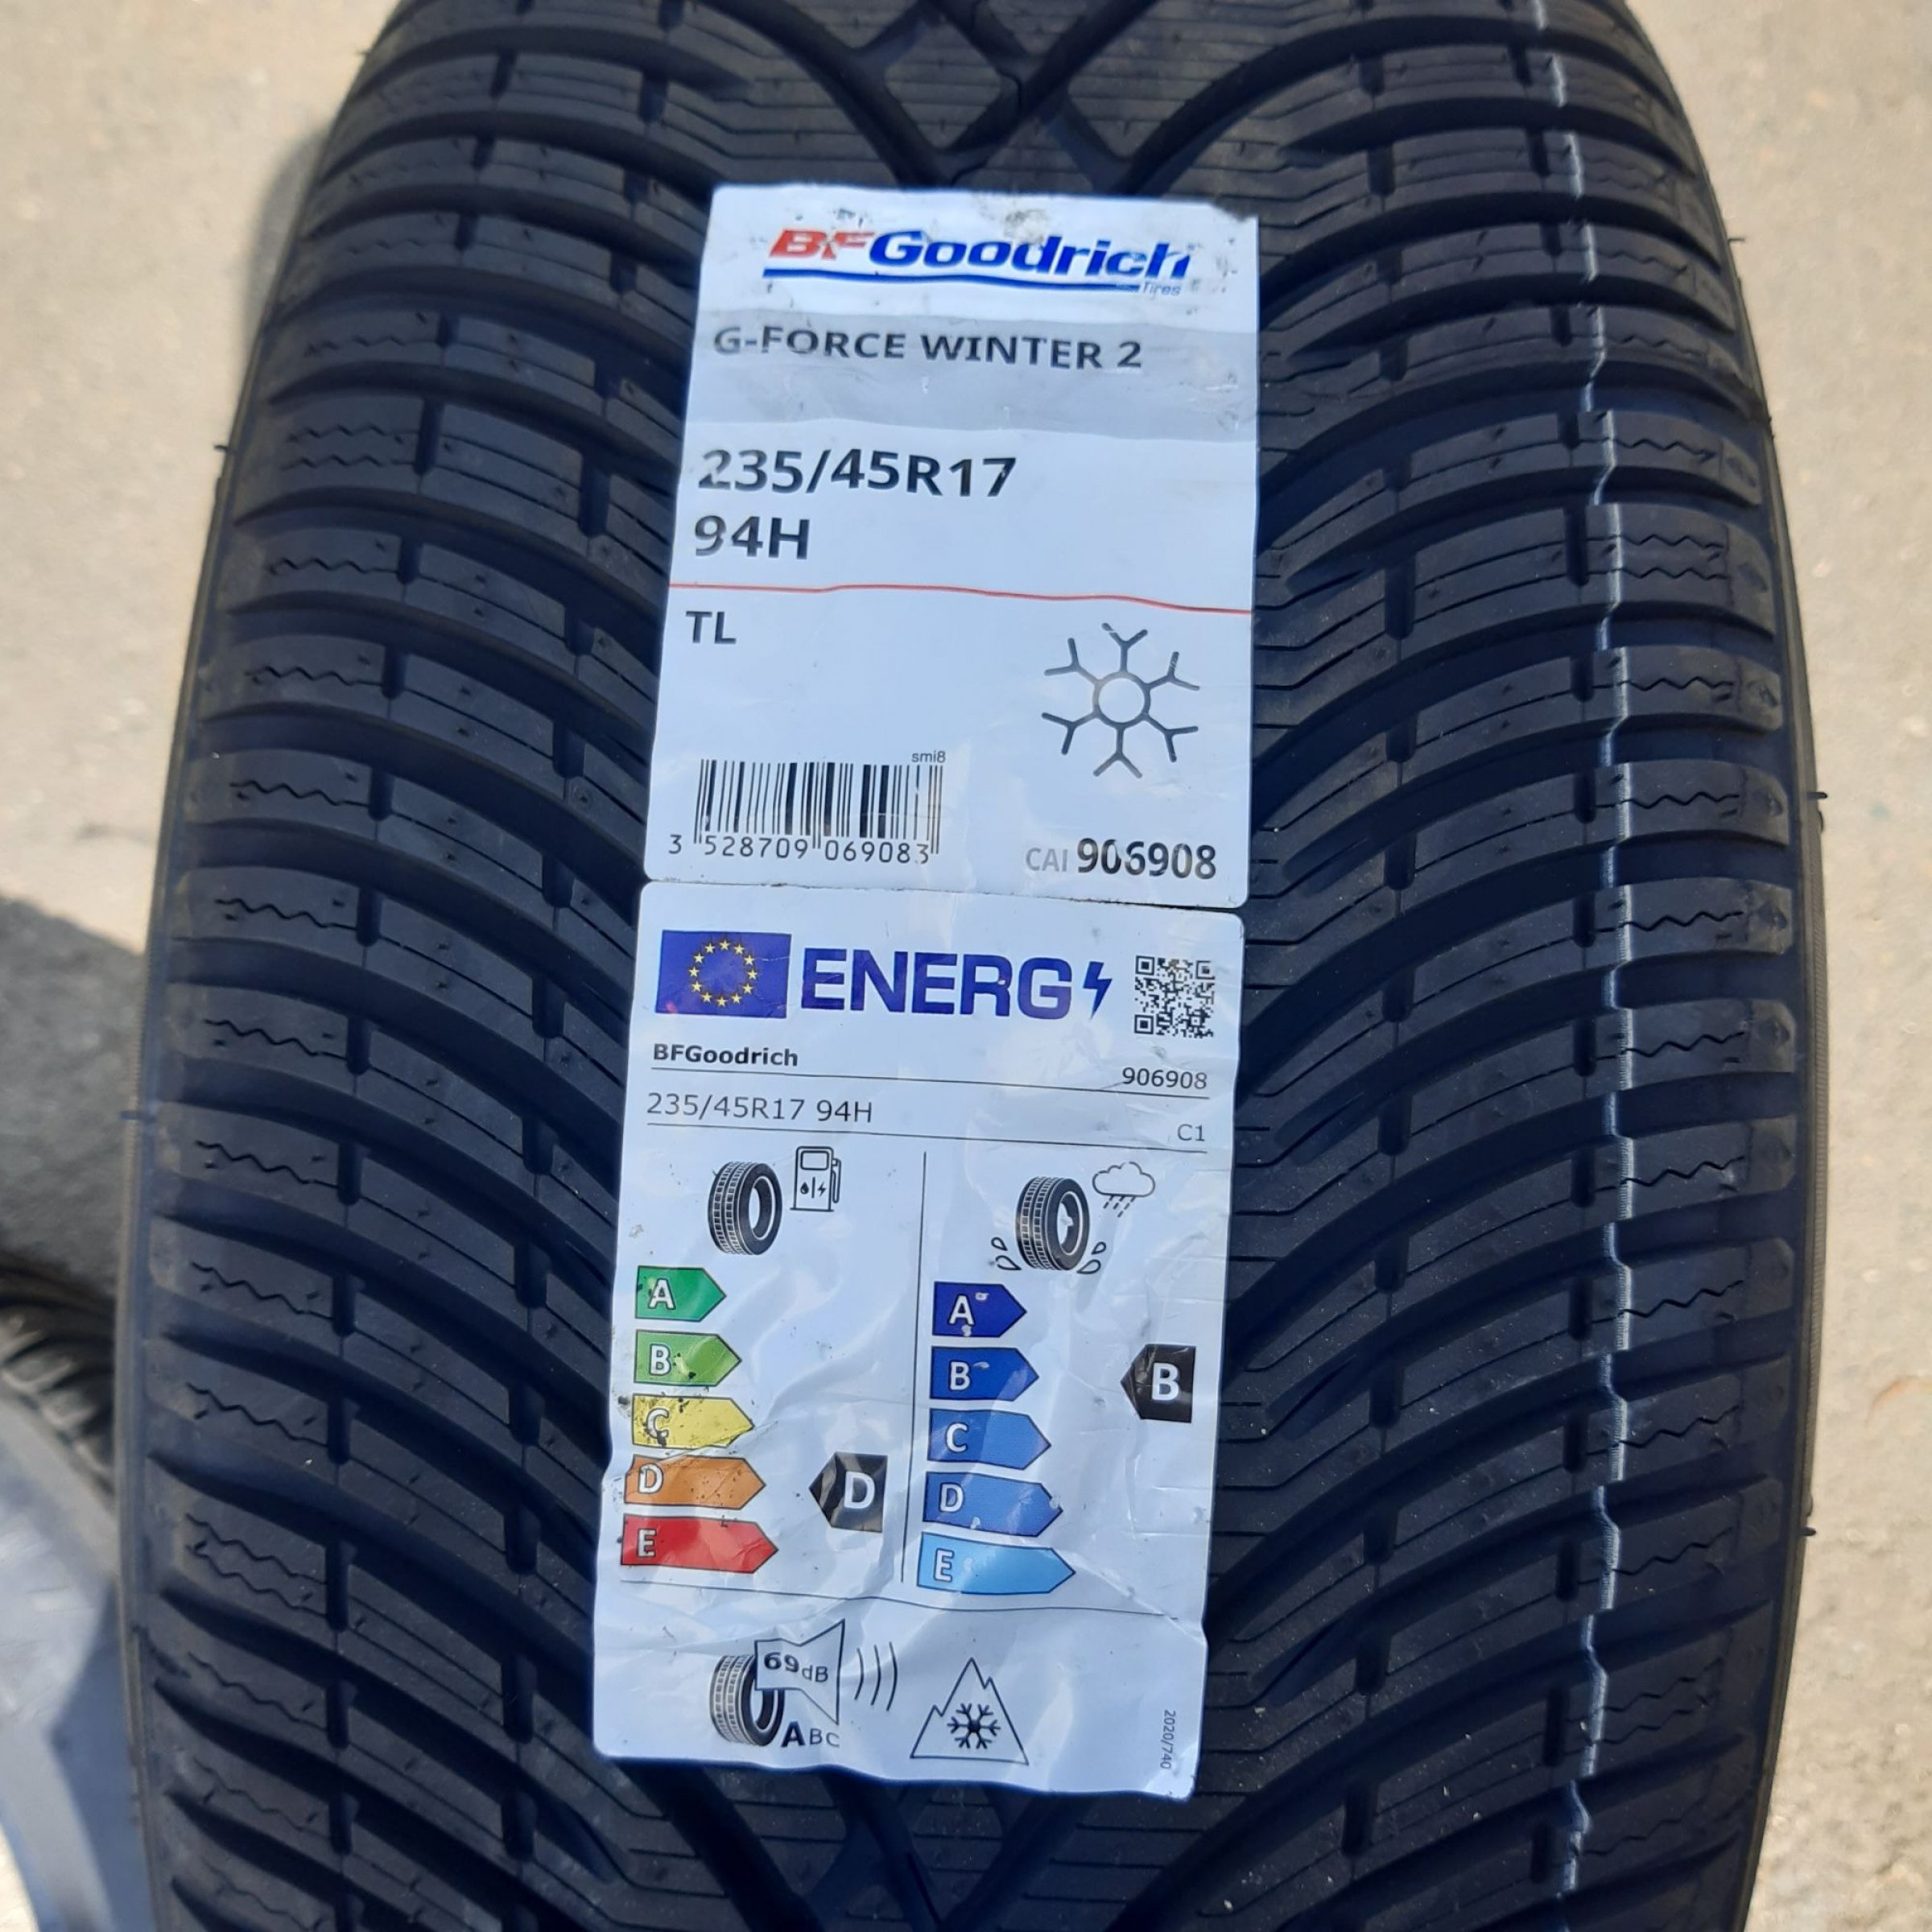 BFGoodrich
Tires
G-FORCE WINTER 2
235/45R17
94H
TL
smi8
3 528709 069083
CAI 906908
ENERG
BFGoodrich
906908
235/45R17 94H
C1
A
B
C
D
E
D
A
B
C
D
E
B
69dB
ABC
2020/740